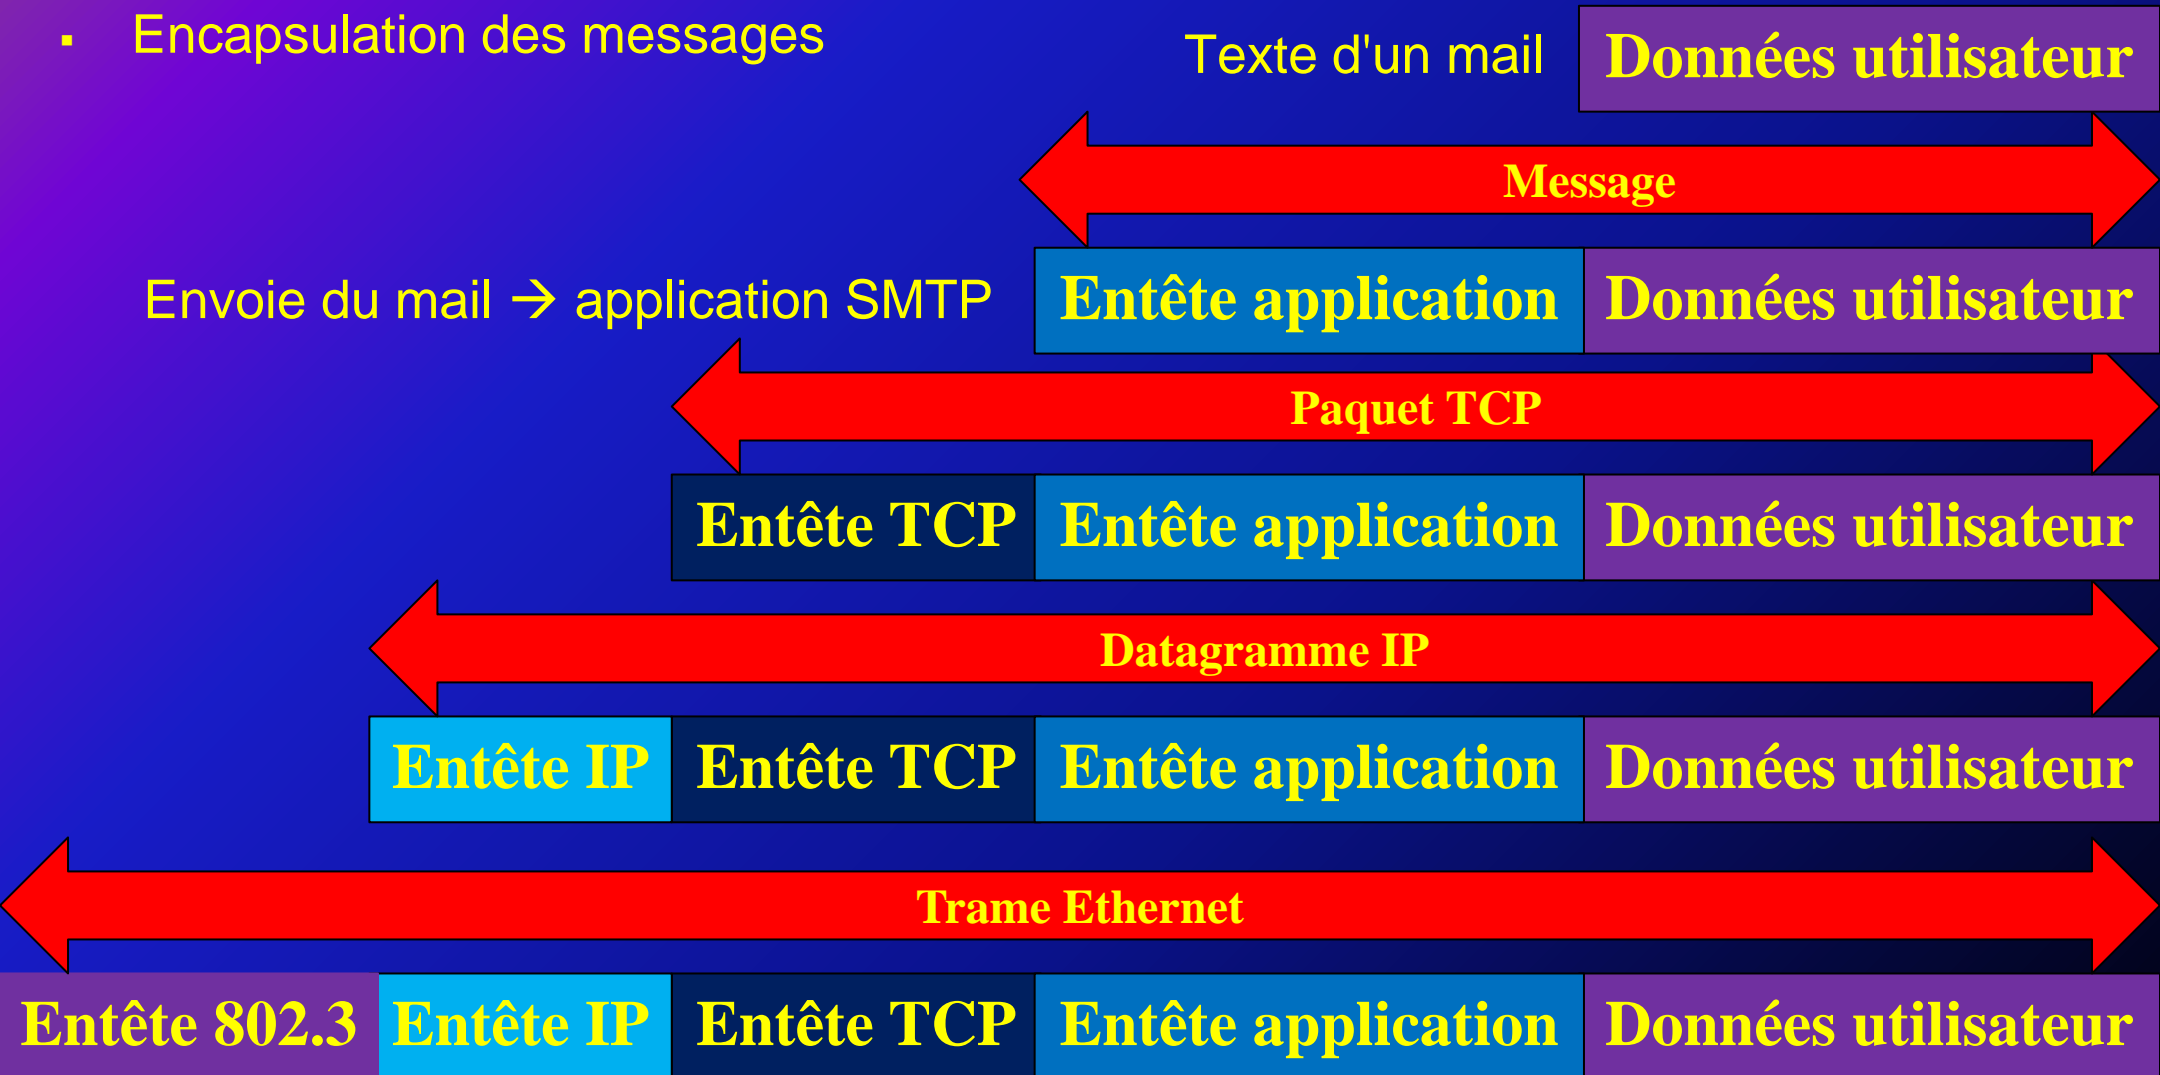 ▪ Encapsulation des messages
Texte d'un mail Données utilisateur
Message
Envoie du mail → application SMTP Entête application Données utilisateur
Paquet TCP
Entête TCP Entête application Données utilisateur
Datagramme IP
Entête IP Entête TCP Entête application Données utilisateur
Trame Ethernet
Entête 802.3 Entête IP Entête TCP Entête application Données utilisateur